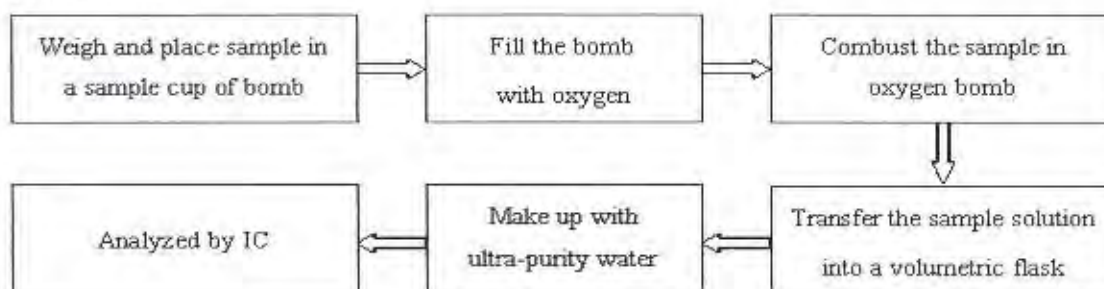 Weigh and place sample in
a sample cup of bomb
Fill the bomb
with oxygen
Combust the sample in
oxygen bomb
Transfer the sample solution
into a volumetric flask
Make up with
ultra-purity water
Analyzed by IC